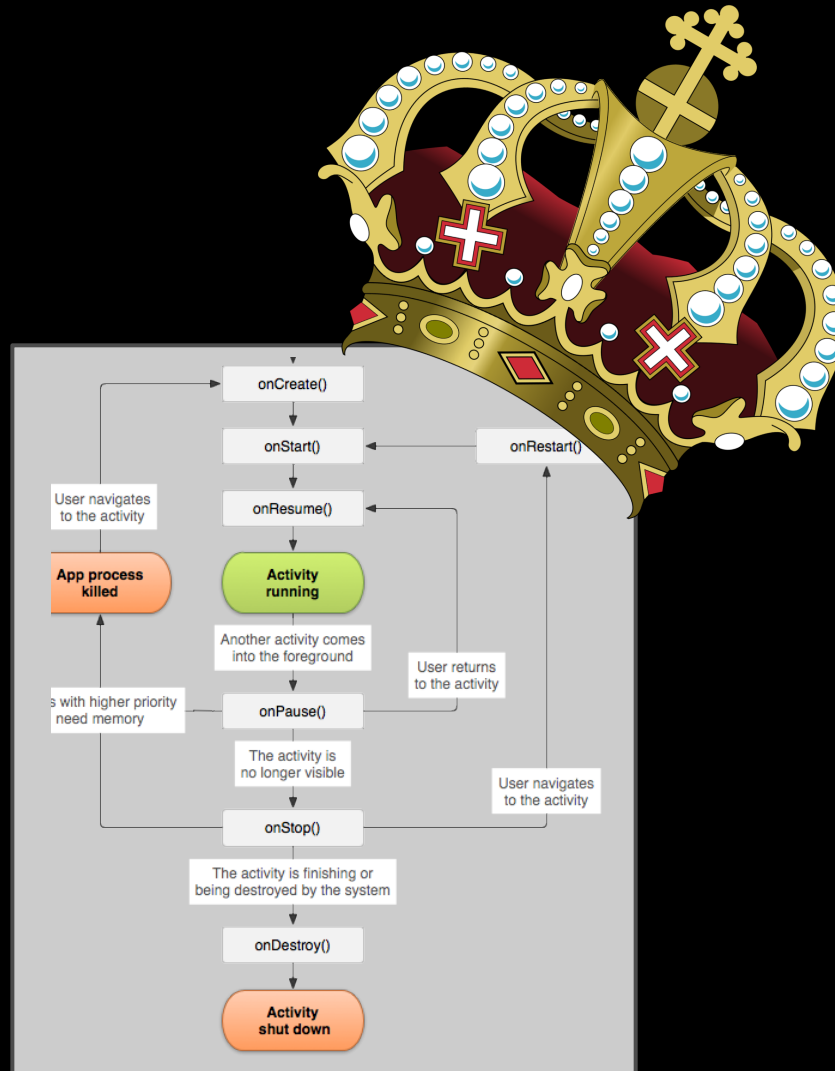 onCreate()
onStart()
onRestart()
User navigates
to the activity
onResume()
App process
killed
Activity
running
Another activity comes
into the foreground
User returns
to the activity
s with higher priority
need memory
onPause()
The activity is
no longer visible
User navigates
to the activity
onStop()
The activity is finishing or
being destroyed by the system
onDestroy()
Activity
shut down